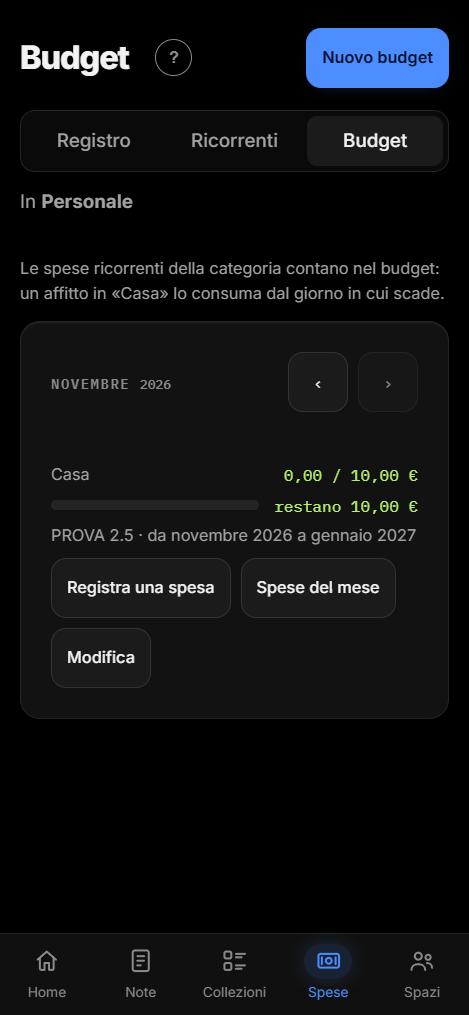 Budget ? Nuovo budget
Registro Ricorrenti Budget
In Personale
Le spese ricorrenti della categoria contano nel budget:
un affitto in «Casa» lo consuma dal giorno in cui scade.
NOVEMBRE 2026 ‹ ›
Casa 0,00 / 10,00 €
restano 10,00 €
PROVA 2.5 · da novembre 2026 a gennaio 2027
Registra una spesa Spese del mese
Modifica
Home Note Collezioni Spese Spazi